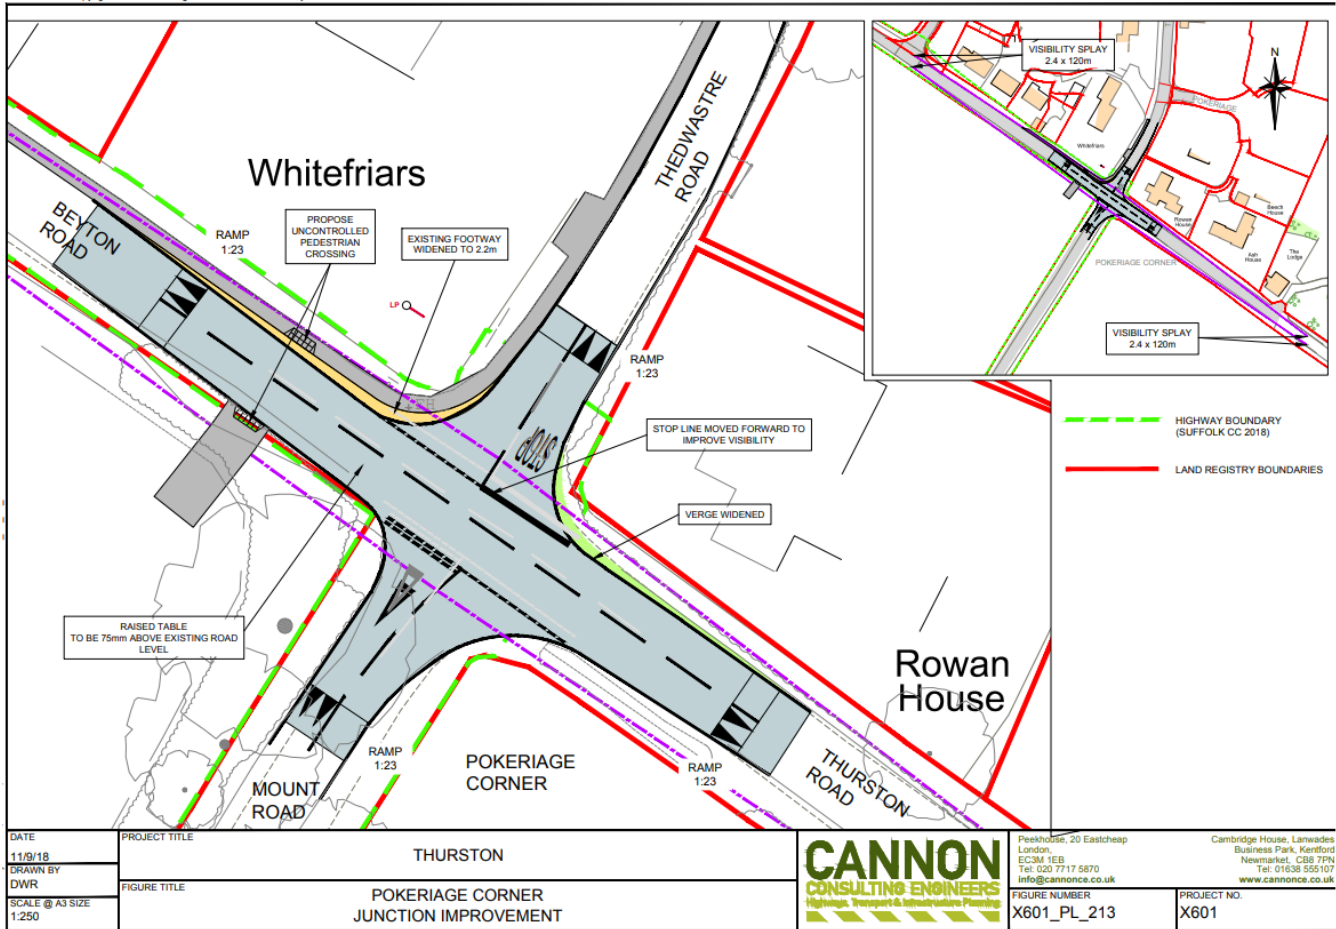 Whitefriars
BEYTON
ROAD
RAMP
1:23
PROPOSE
UNCONTROLLED
PEDESTRIAN
CROSSING
EXISTING FOOTWAY
WIDENED TO 2.2m
THEDWASTRE
ROAD
LP
RAMP
1:23
STOP
STOP LINE MOVED FORWARD TO
IMPROVE VISIBILITY
VERGE WIDENED
RAISED TABLE
TO BE 75mm ABOVE EXISTING ROAD
LEVEL
Rowan
House
RAMP
1:23
MOUNT
ROAD
POKERIAGE
CORNER
RAMP
1:23
THURSTON
ROAD
VISIBILITY SPLAY
2.4 x 120m
N
POKERIAGE
Whitefriars
Rowan
House
Beech
House
Ash
House
The
Lodge
POKERIAGE CORNER
VISIBILITY SPLAY
2.4 x 120m
HIGHWAY BOUNDARY
(SUFFOLK CC 2018)
LAND REGISTRY BOUNDARIES
DATE
11/9/18
DRAWN BY
DWR
SCALE @ A3 SIZE
1:250
PROJECT TITLE
THURSTON
FIGURE TITLE
POKERIAGE CORNER
JUNCTION IMPROVEMENT
CANNON
CONSULTING ENGINEERS
Highways, Transport & Infrastructure Planning
Peekhouse, 20 Eastcheap
London,
EC3M 1EB
Tel: 020 7717 5870
info@cannonce.co.uk
Cambridge House, Lanwades
Business Park, Kentford
Newmarket, CB8 7PN
Tel: 01638 555107
www.cannonce.co.uk
FIGURE NUMBER
X601_PL_213
PROJECT NO.
X601